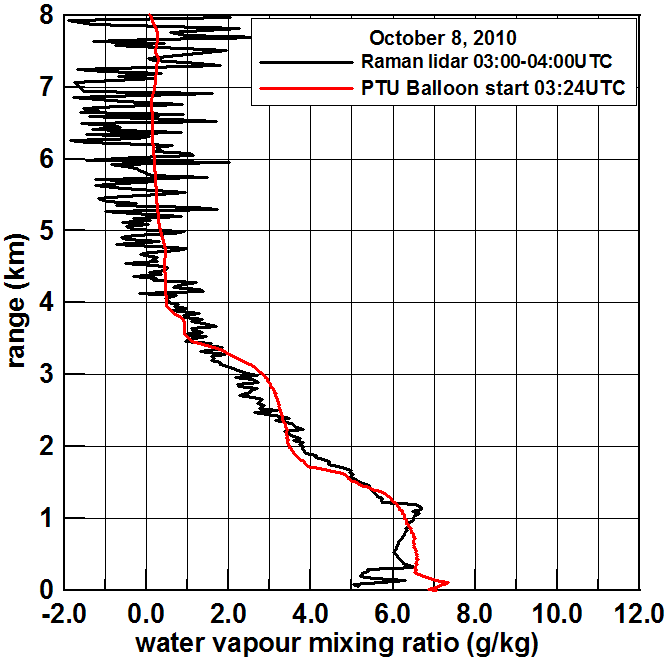 October 8, 2010
Raman lidar 03:00-04:00UTC
PTU Balloon start 03:24UTC
8
7
6
5
4
3
2
1
0
range (km)
-2.0 0.0 2.0 4.0 6.0 8.0 10.0 12.0
water vapour mixing ratio (g/kg)